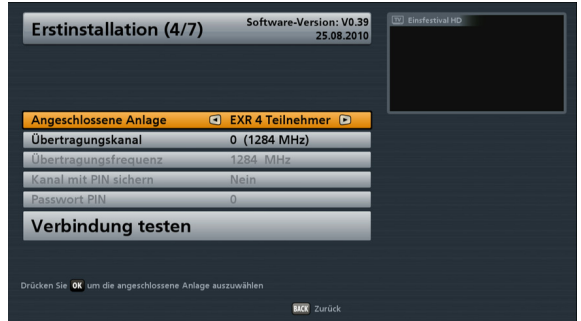 Erstinstallation (4/7)
Software-Version: V0.39
25.08.2010
TV Einsfestival HD
Angeschlossene Anlage EXR 4 Teilnehmer
Übertragungskanal 0 (1284 MHz)
Übertragungsfrequenz 1284 MHz
Kanal mit PIN sichern Nein
Passwort PIN 0
Verbindung testen
Drücken Sie OK um die angeschlossene Anlage auszuwählen
BACK Zurück